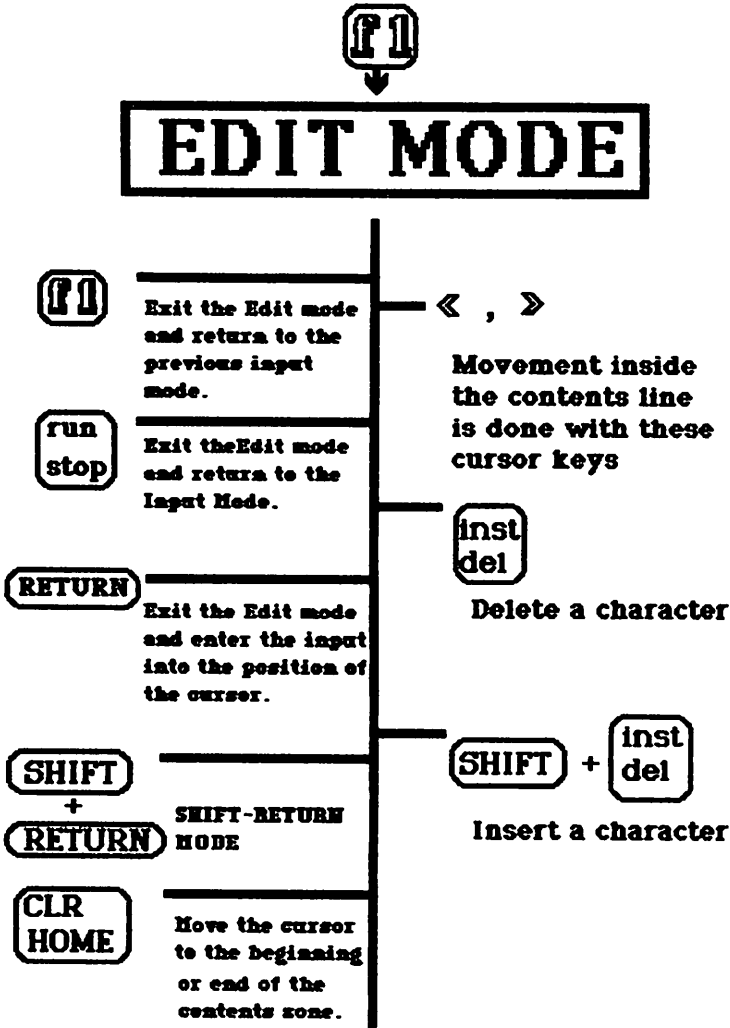 f1
EDIT MODE
f1
Exit the Edit mode
and return to the
previous input
mode.
run
stop
Exit theEdit mode
and return to the
Input Mode.
RETURN
Exit the Edit mode
and enter the input
into the position of
the cursor.
SHIFT
+
RETURN
SHIFT-RETURN
MODE
CLR
HOME
Move the cursor
to the beginning
or end of the
contents zone.
« , »
Movement inside
the contents line
is done with these
cursor keys
inst
del
Delete a character
SHIFT + inst
del
Insert a character